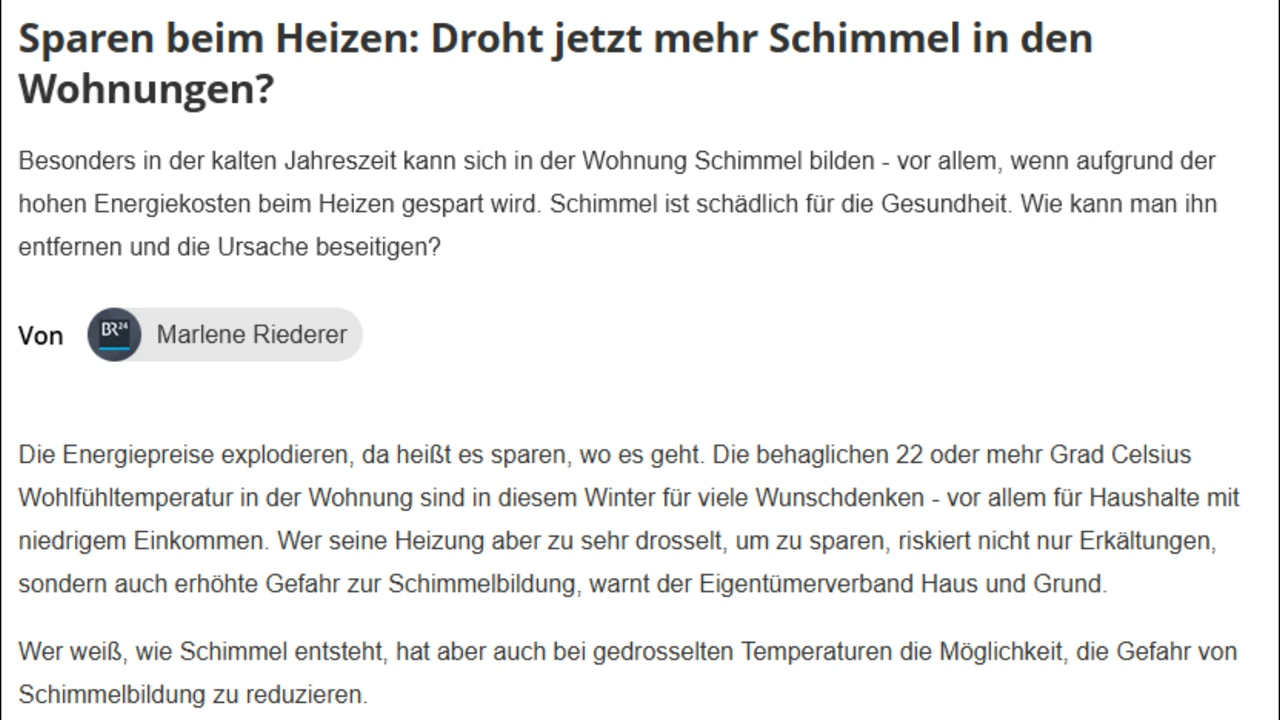 Sparen beim Heizen: Droht jetzt mehr Schimmel in den
Wohnungen?
Besonders in der kalten Jahreszeit kann sich in der Wohnung Schimmel bilden - vor allem, wenn aufgrund der
hohen Energiekosten beim Heizen gespart wird. Schimmel ist schädlich für die Gesundheit. Wie kann man ihn
entfernen und die Ursache beseitigen?
Von BR24 Marlene Riederer
Die Energiepreise explodieren, da heißt es sparen, wo es geht. Die behaglichen 22 oder mehr Grad Celsius
Wohlfühltemperatur in der Wohnung sind in diesem Winter für viele Wunschdenken - vor allem für Haushalte mit
niedrigem Einkommen. Wer seine Heizung aber zu sehr drosselt, um zu sparen, riskiert nicht nur Erkältungen,
sondern auch erhöhte Gefahr zur Schimmelbildung, warnt der Eigentümerverband Haus und Grund.
Wer weiß, wie Schimmel entsteht, hat aber auch bei gedrosselten Temperaturen die Möglichkeit, die Gefahr von
Schimmelbildung zu reduzieren.